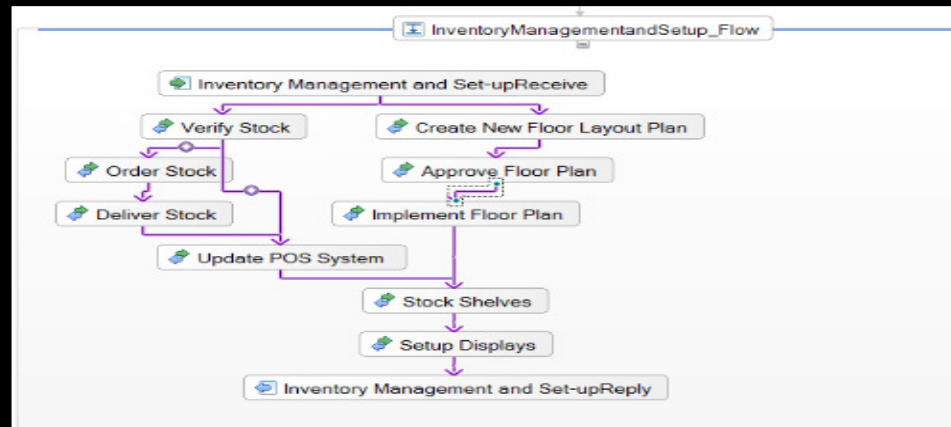 InventoryManagementandSetup_Flow
Inventory Management and Set-upReceive
Verify Stock
Create New Floor Layout Plan
Order Stock
Approve Floor Plan
Deliver Stock
Implement Floor Plan
Update POS System
Stock Shelves
Setup Displays
Inventory Management and Set-upReply